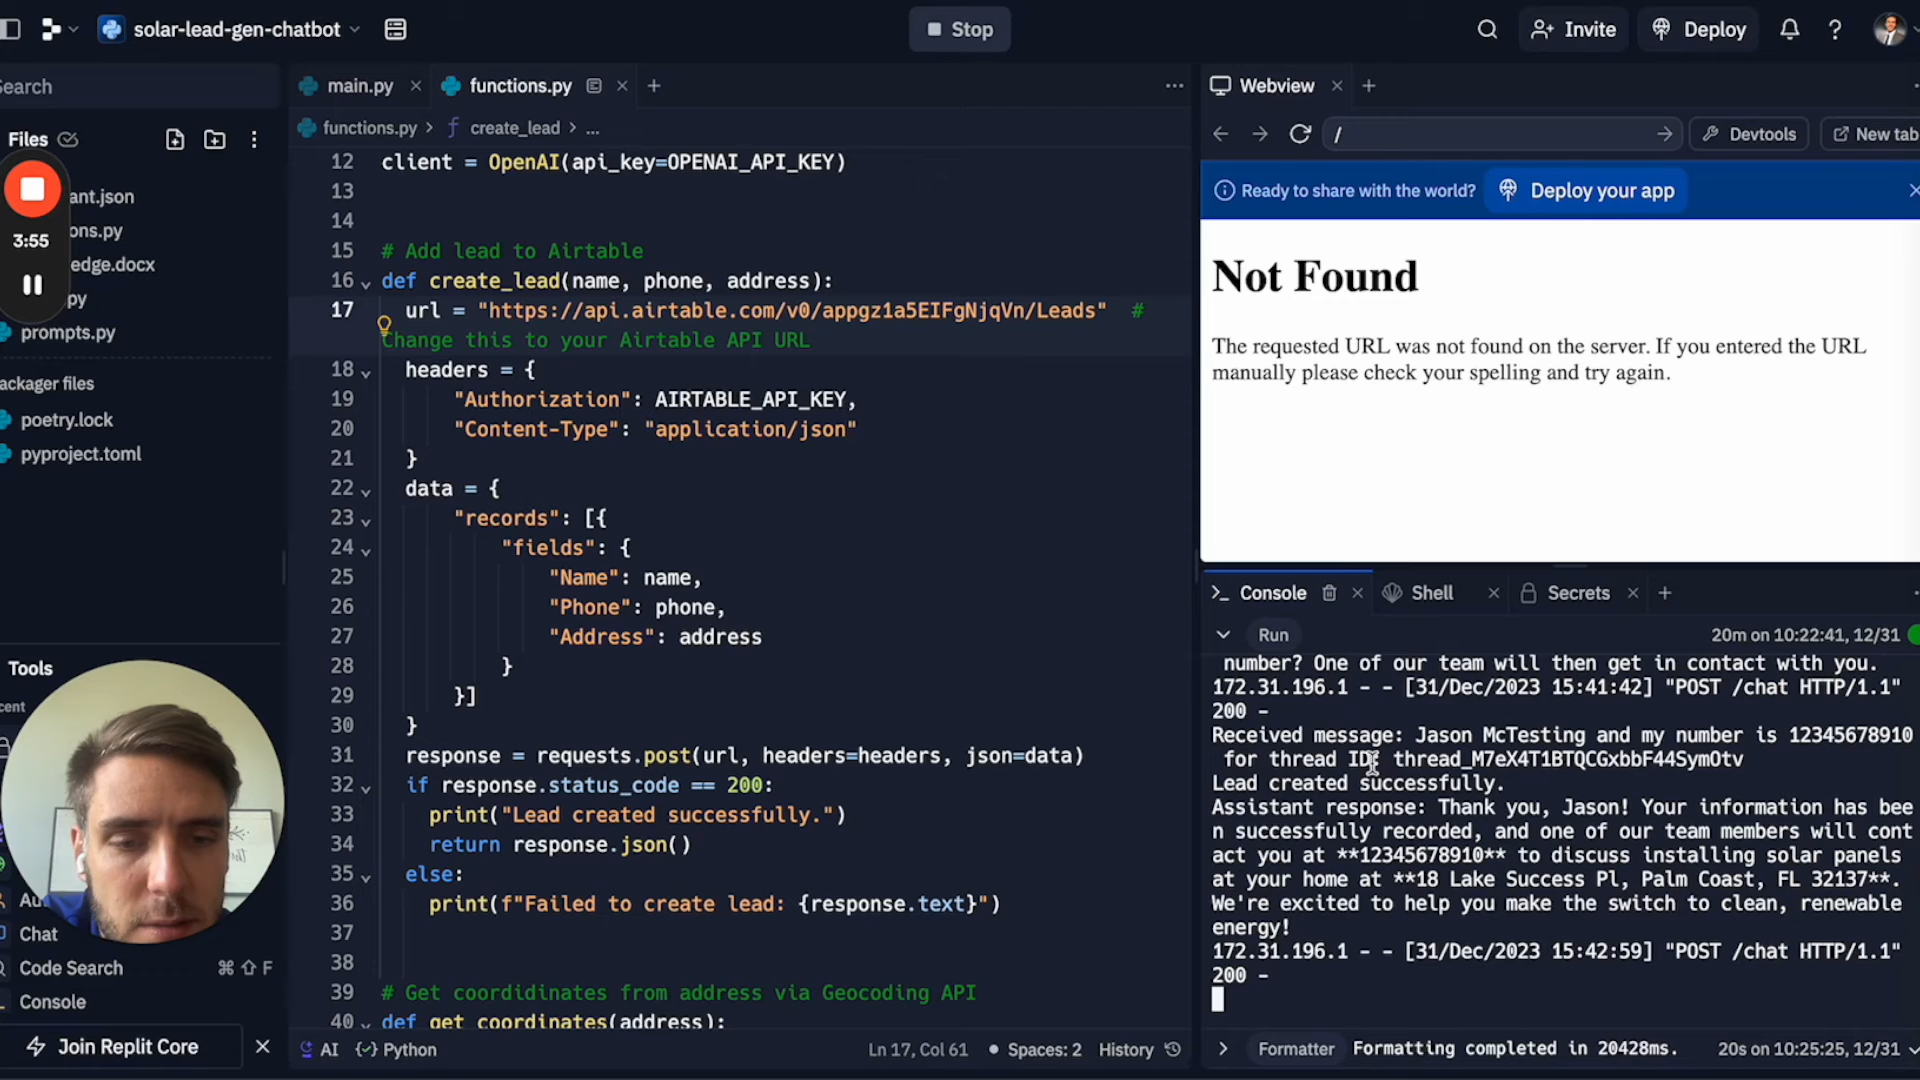 solar-lead-gen-chatbot
Stop
Invite
Deploy
Search
main.py
functions.py
Webview
functions.py > create_lead > ...
/
Devtools
New tab
Files
3:55
ant.json
ons.py
edge.docx
py
prompts.py
ackager files
poetry.lock
pyproject.toml
12 client = OpenAI(api_key=OPENAI_API_KEY)
13
14
15 # Add lead to Airtable
16 def create_lead(name, phone, address):
17 url = "https://api.airtable.com/v0/appgz1a5EIFgNjqVn/Leads" #
Change this to your Airtable API URL
18 headers = {
19 "Authorization": AIRTABLE_API_KEY,
20 "Content-Type": "application/json"
21 }
22 data = {
23 "records": [{
24 "fields": {
25 "Name": name,
26 "Phone": phone,
27 "Address": address
28 }
29 }]
30 }
31 response = requests.post(url, headers=headers, json=data)
32 if response.status_code == 200:
33 print("Lead created successfully.")
34 return response.json()
35 else:
36 print(f"Failed to create lead: {response.text}")
37
38
39 # Get coordidinates from address via Geocoding API
40 def get_coordinates(address):
Ready to share with the world?
Deploy your app
Not Found
The requested URL was not found on the server. If you entered the URL
manually please check your spelling and try again.
Console
Shell
Secrets
Run
20m on 10:22:41, 12/31
number? One of our team will then get in contact with you.
172.31.196.1 - - [31/Dec/2023 15:41:42] "POST /chat HTTP/1.1"
200 -
Received message: Jason McTesting and my number is 12345678910
for thread ID: thread_M7eX4T1BTQCGxbbF44SymOtv
Lead created successfully.
Assistant response: Thank you, Jason! Your information has bee
n successfully recorded, and one of our team members will cont
act you at **12345678910** to discuss installing solar panels
at your home at **18 Lake Success Pl, Palm Coast, FL 32137**.
We're excited to help you make the switch to clean, renewable
energy!
172.31.196.1 - - [31/Dec/2023 15:42:59] "POST /chat HTTP/1.1"
200 -
Tools
cent
Au
Chat
Code Search ⌘ ⇧ F
Console
Join Replit Core
AI
Python
Ln 17, Col 61
Spaces: 2
History
Formatter
Formatting completed in 20428ms.
20s on 10:25:25, 12/31